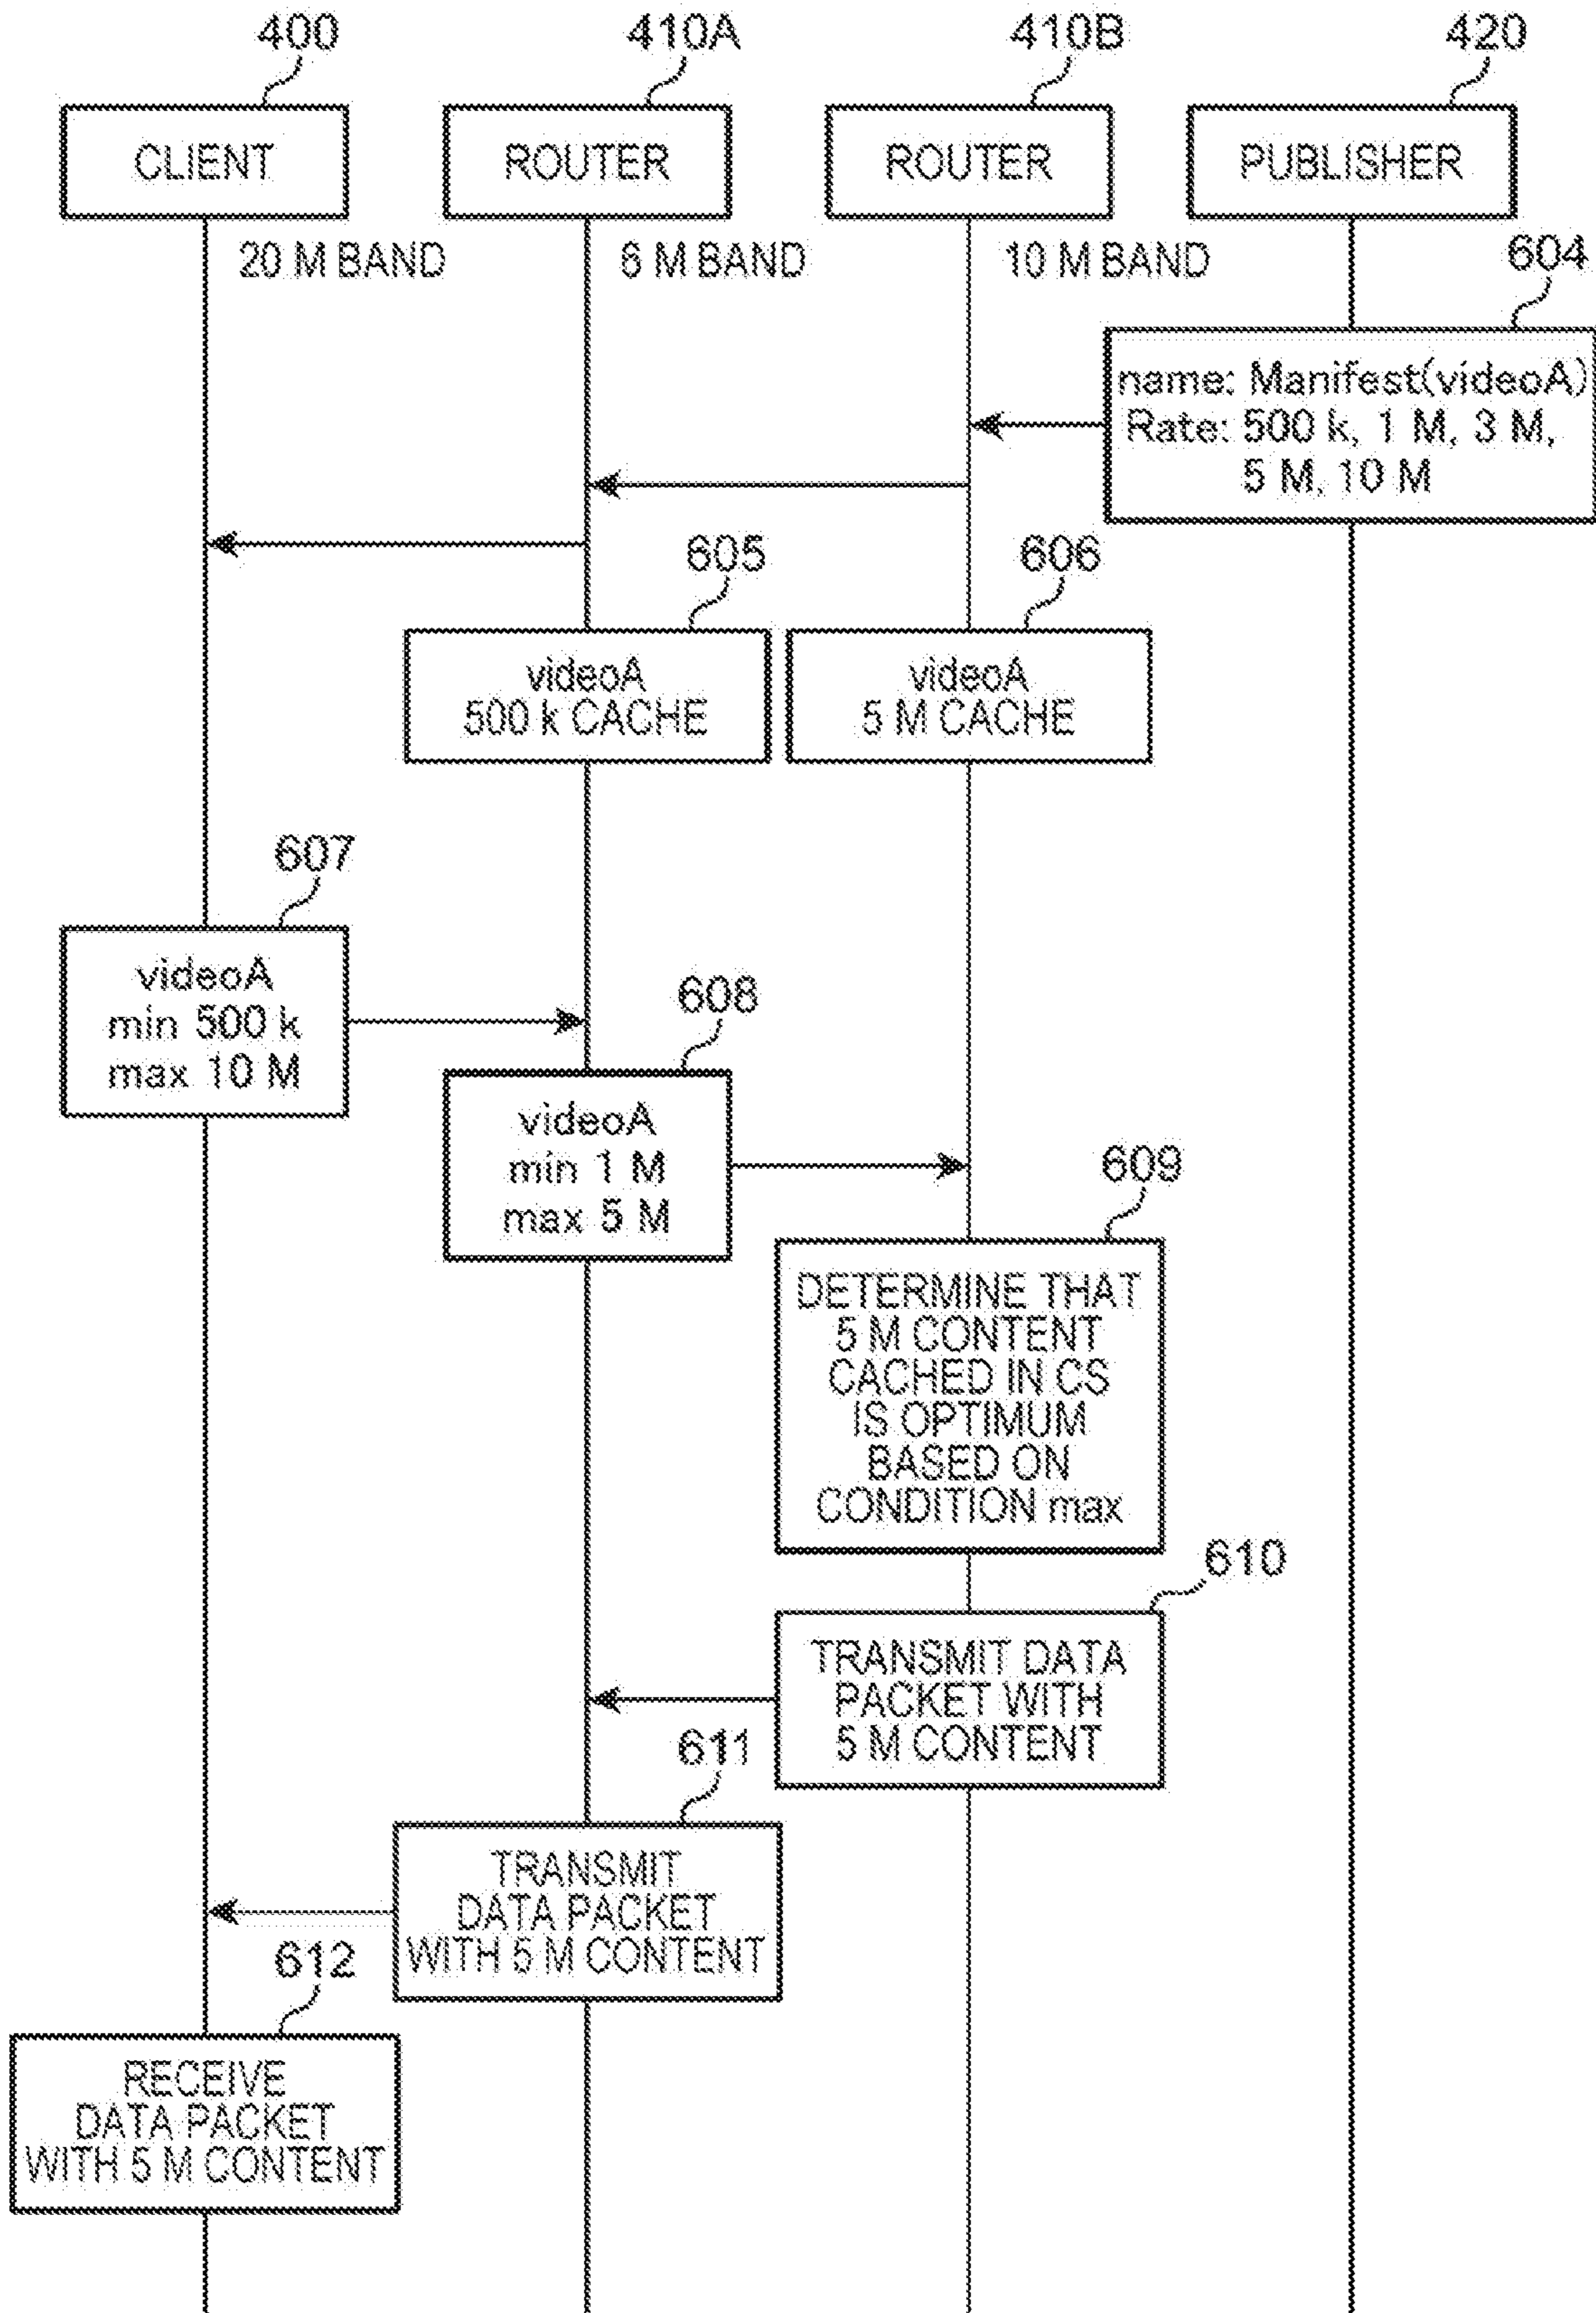 400
410A
410B
420
CLIENT
ROUTER
ROUTER
PUBLISHER
20 M BAND
6 M BAND
10 M BAND
604
name: Manifest(videoA)
Rate: 500 k, 1 M, 3 M,
5 M, 10 M
605
606
videoA
500 k CACHE
videoA
5 M CACHE
607
videoA
min 500 k
max 10 M
608
videoA
min 1 M
max 5 M
609
DETERMINE THAT
5 M CONTENT
CACHED IN CS
IS OPTIMUM
BASED ON
CONDITION max
610
TRANSMIT DATA
PACKET WITH
5 M CONTENT
611
TRANSMIT
DATA PACKET
WITH 5 M CONTENT
612
RECEIVE
DATA PACKET
WITH 5 M CONTENT